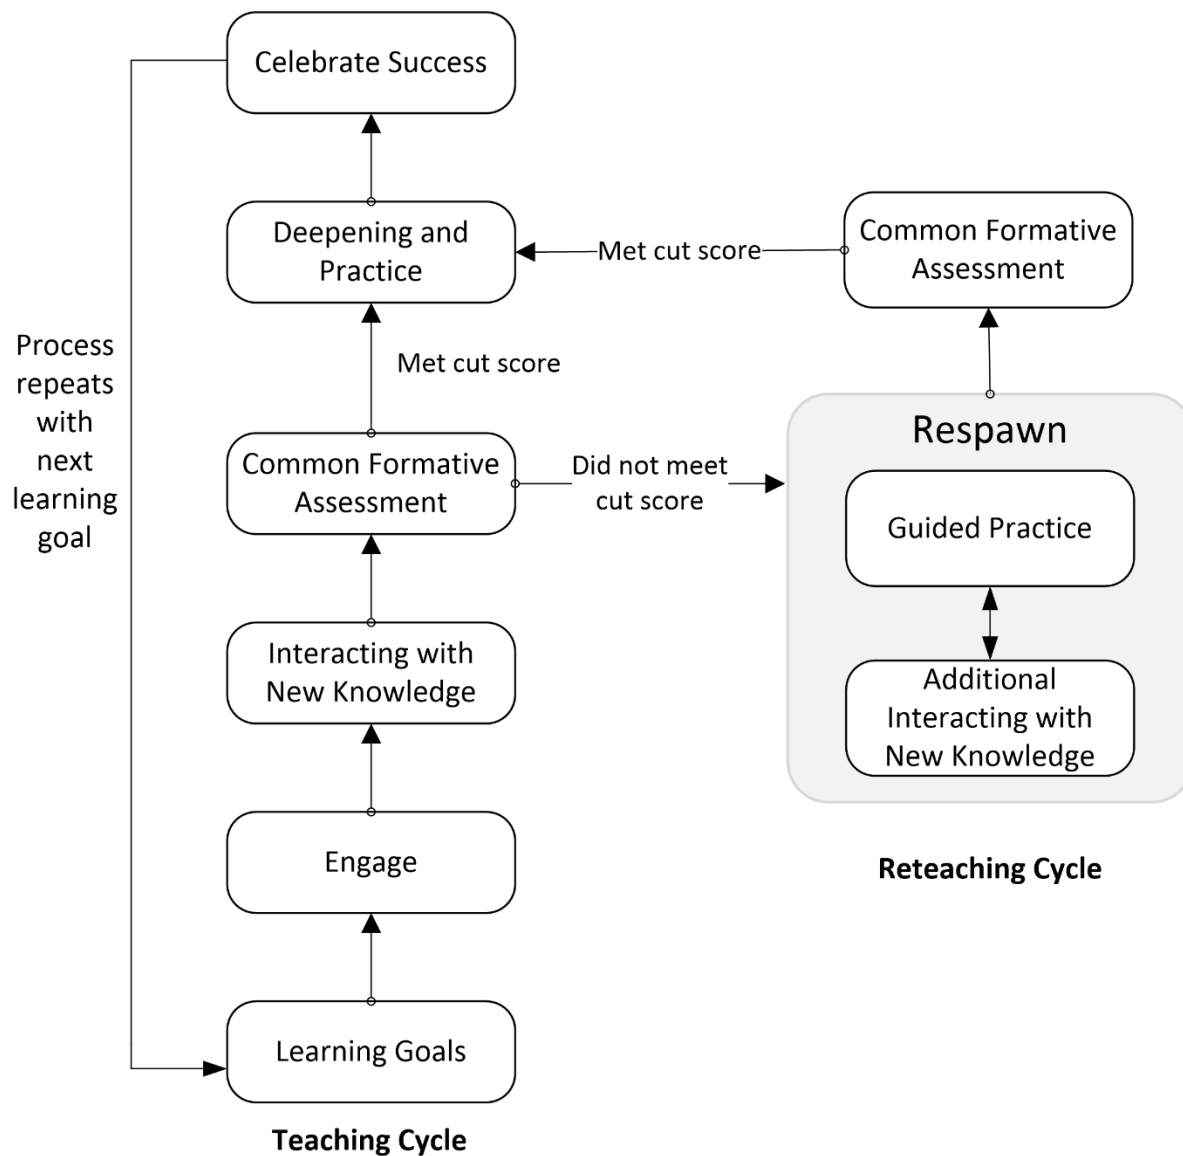 Celebrate Success
Deepening and
Practice
Met cut score
Common Formative
Assessment
Process
repeats
with
next
learning
goal
Met cut score
Respawn
Common Formative
Assessment
Did not meet
cut score
Guided Practice
Interacting with
New Knowledge
Additional
Interacting with
New Knowledge
Engage
Reteaching Cycle
Learning Goals
Teaching Cycle